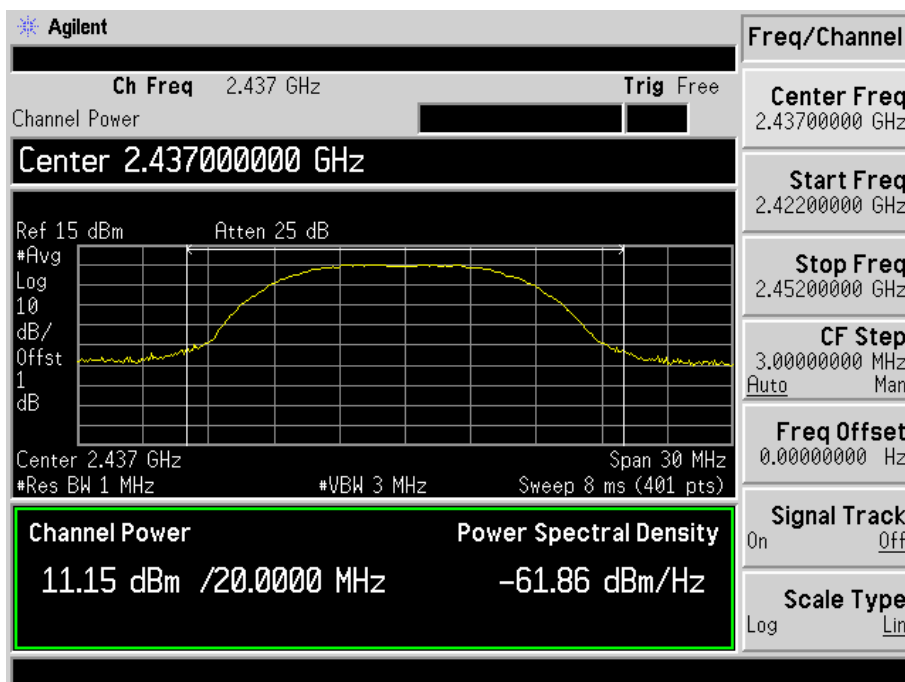 Agilent
Freq/Channel
Ch Freq 2.437 GHz Trig Free
Channel Power
Center 2.437000000 GHz
Ref 15 dBm Atten 25 dB
#Avg
Log
10
dB/
Offst
1
dB
Center 2.437 GHz Span 30 MHz
#Res BW 1 MHz #VBW 3 MHz Sweep 8 ms (401 pts)
Channel Power Power Spectral Density
11.15 dBm /20.0000 MHz -61.86 dBm/Hz
Center Freq
2.43700000 GHz
Start Freq
2.42200000 GHz
Stop Freq
2.45200000 GHz
CF Step
3.00000000 MHz
Auto Man
Freq Offset
0.00000000 Hz
Signal Track
On Off
Scale Type
Log Lin